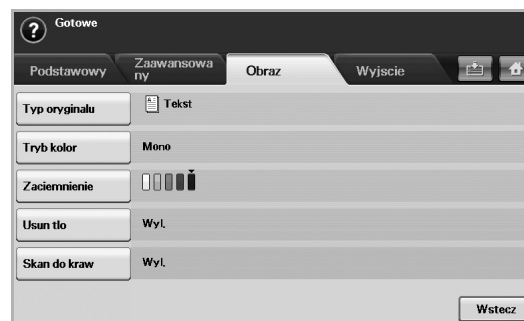 ? Gotowe
Podstawowy Zaawansowa
ny Obraz Wyjscie
Typ oryginalu Tekst
Tryb kolor Mono
Zaciemnienie
Usun tlo Wyl.
Skan do kraw Wyl.
Wstecz